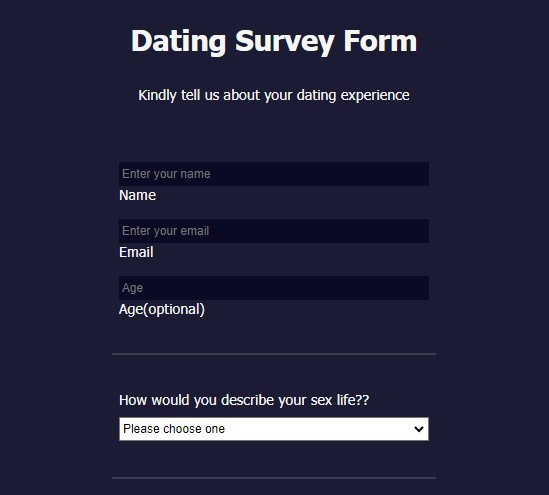 Dating Survey Form
Kindly tell us about your dating experience
Enter your name
Name
Enter your email
Email
Age
Age(optional)
How would you describe your sex life??
Please choose one